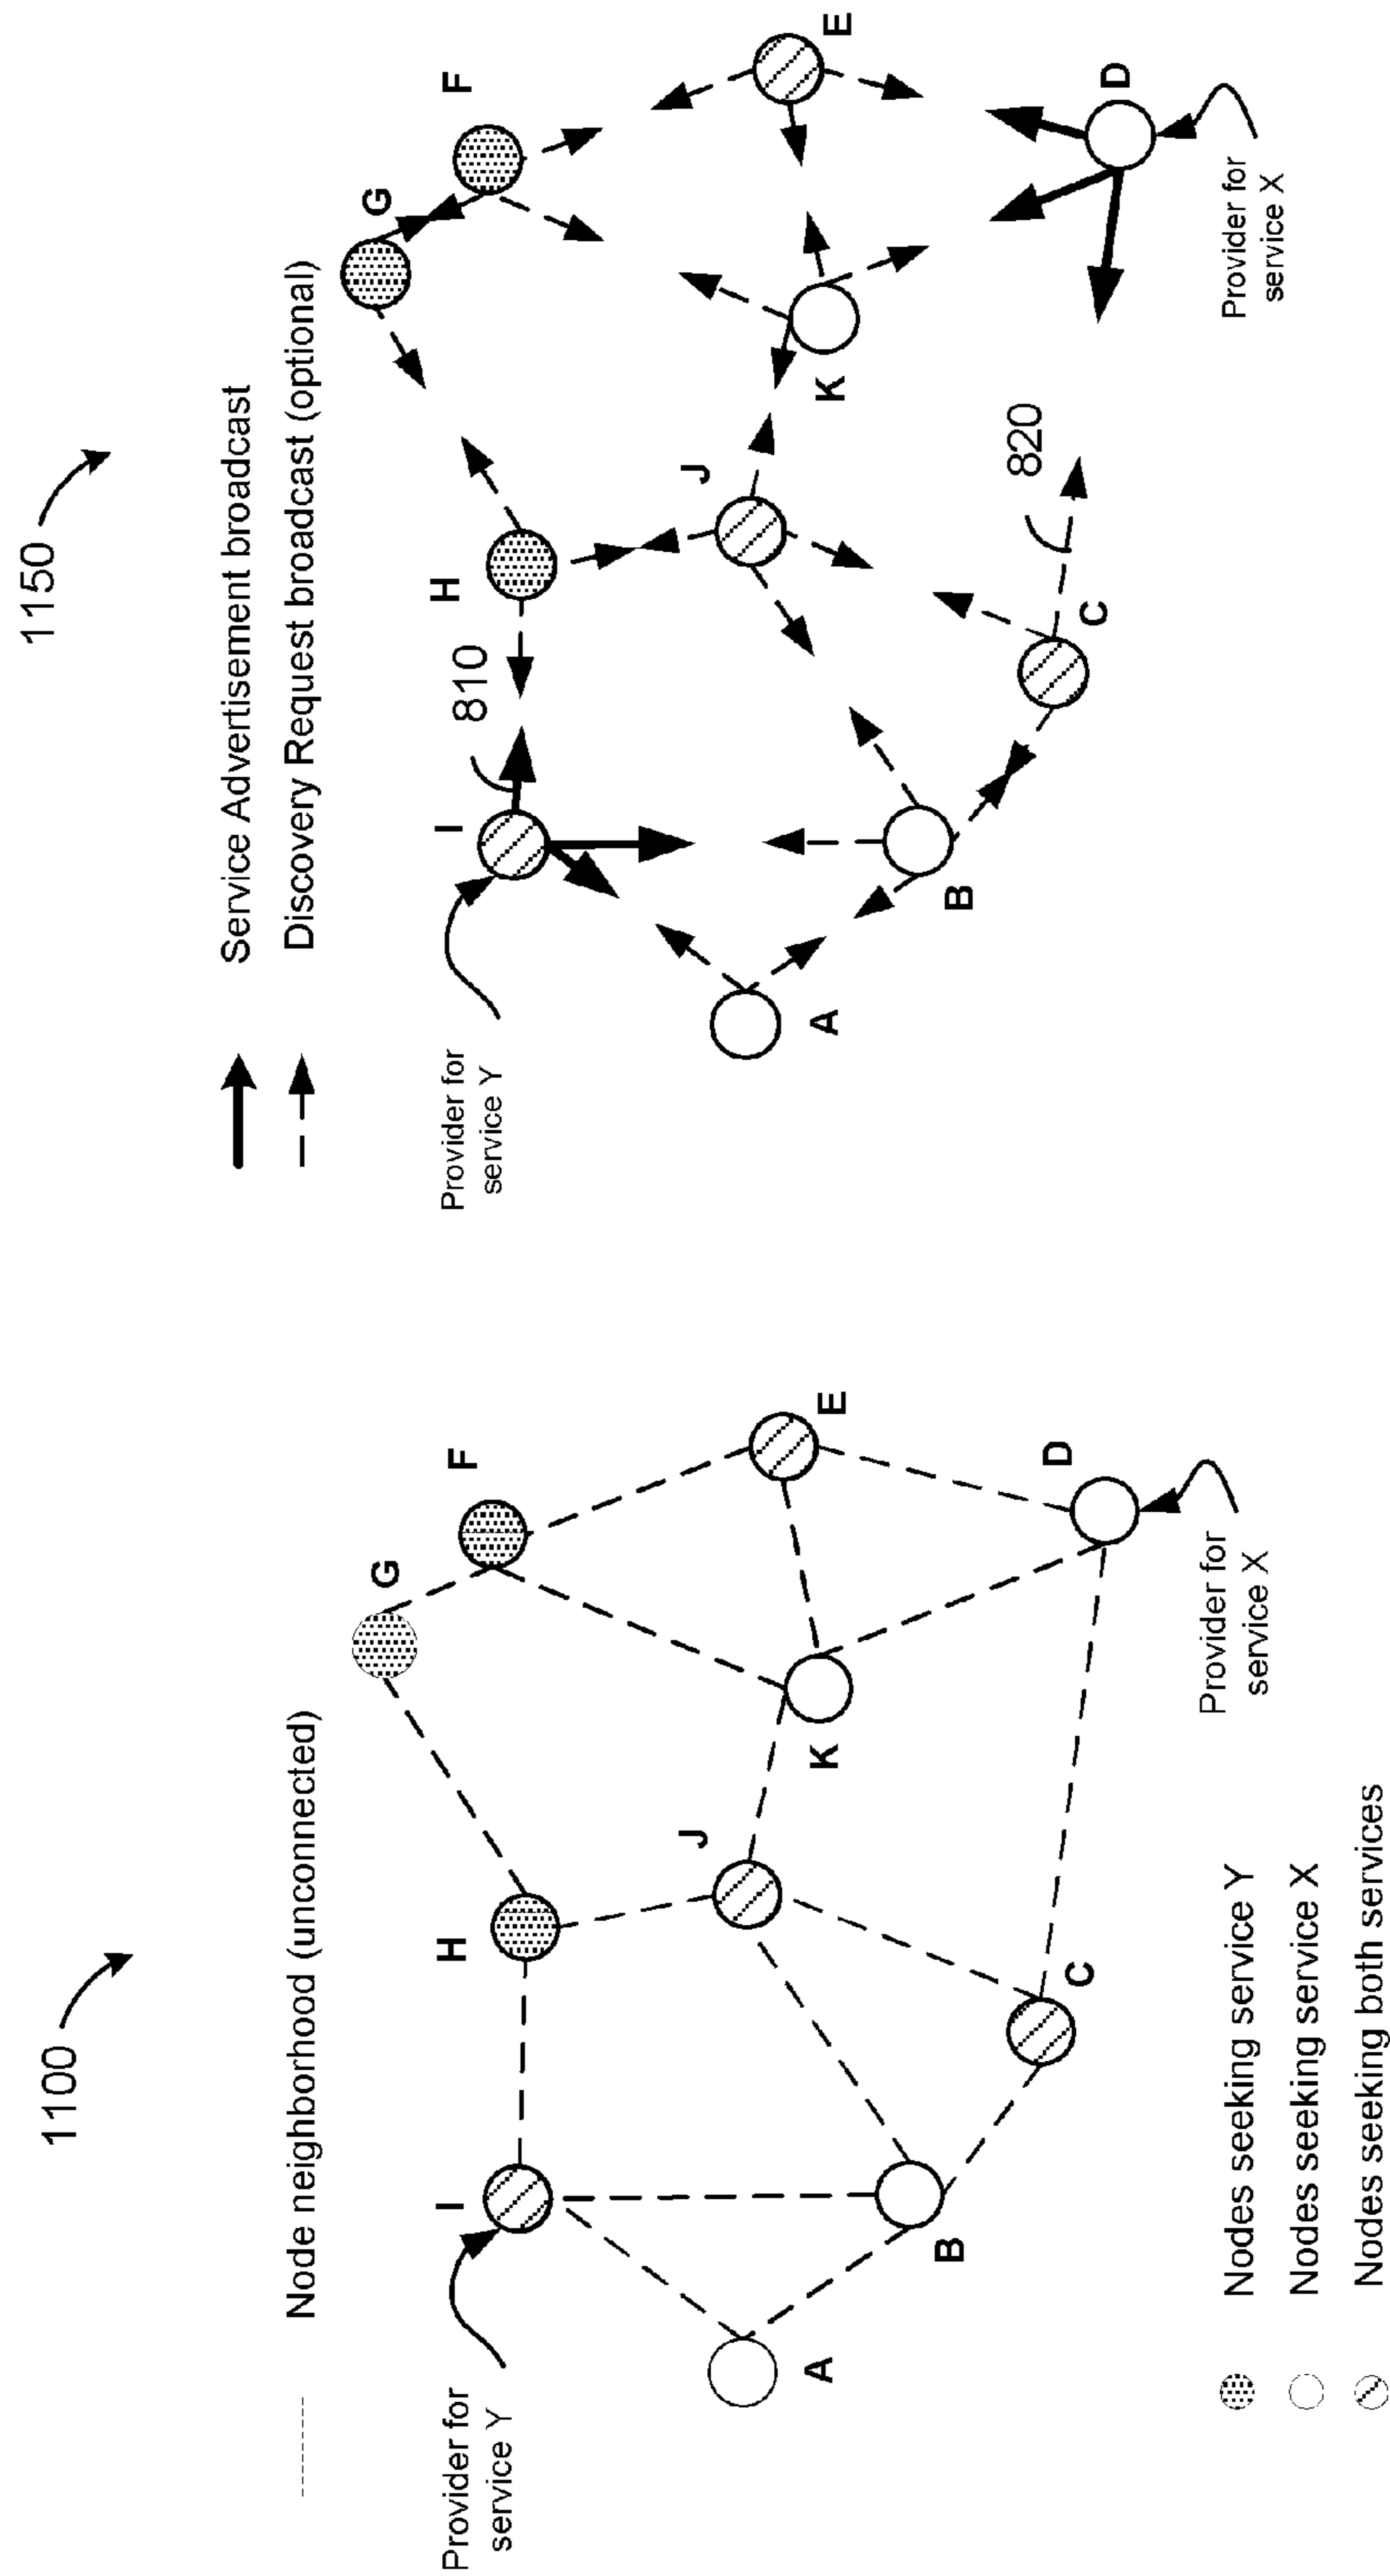 1100
Node neighborhood (unconnected)
G
F
H
I
J
E
Provider for
service Y
K
D
A
B
C
Provider for
service X
Nodes seeking service Y
Nodes seeking service X
Nodes seeking both services
1150
Service Advertisement broadcast
Discovery Request broadcast (optional)
G
F
H
I
810
J
E
Provider for
service Y
K
820
D
A
B
C
Provider for
service X